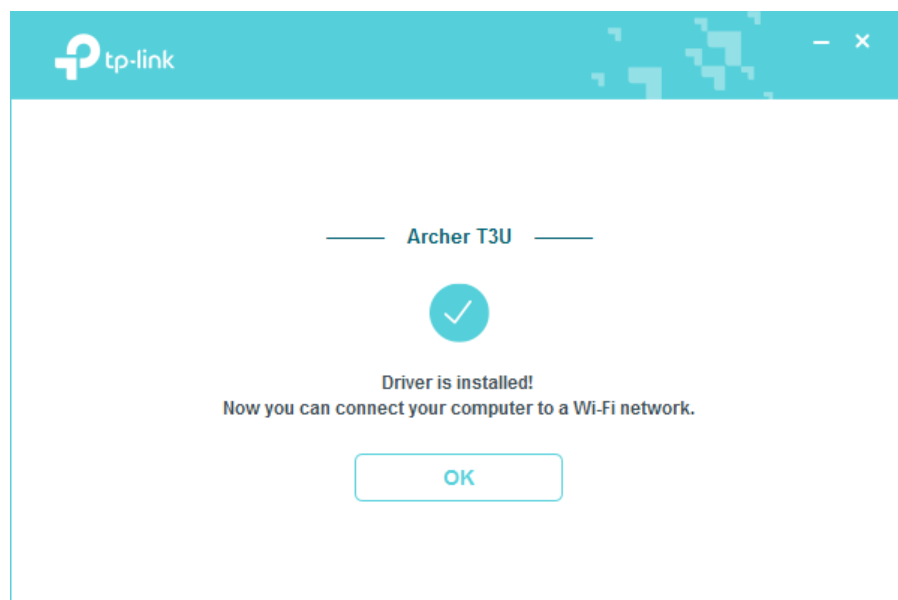 tp-link
Archer T3U
Driver is installed!
Now you can connect your computer to a Wi-Fi network.
OK